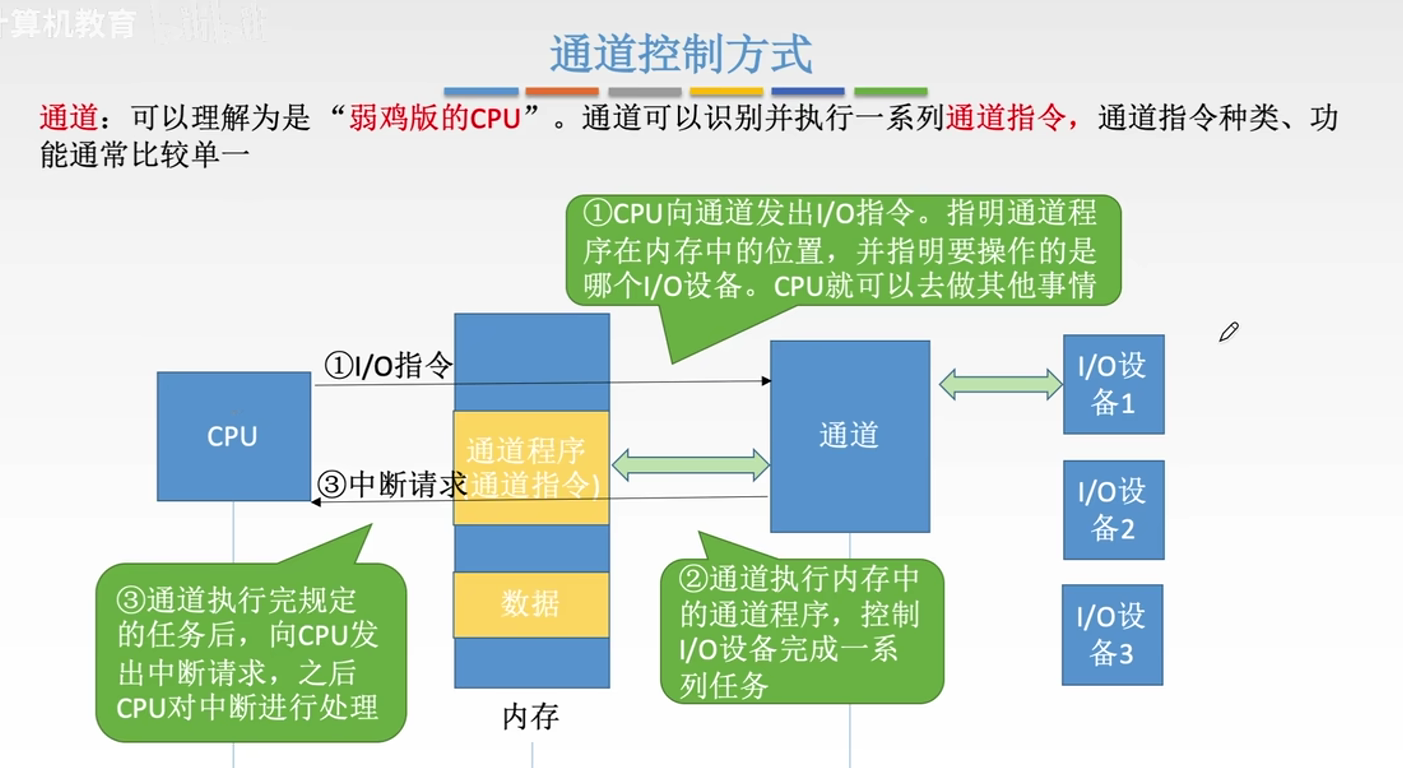 计算机教育
通道控制方式
通道：可以理解为是“弱鸡版的CPU”。通道可以识别并执行一系列通道指令，通道指令种类、功
能通常比较单一
①CPU向通道发出I/O指令。指明通道程
序在内存中的位置，并指明要操作的是
哪个I/O设备。CPU就可以去做其他事情
①I/O指令
CPU
通道程序
(通道指令)
③中断请求
通道
I/O设
备1
I/O设
备2
I/O设
备3
③通道执行完规定
的任务后，向CPU发
出中断请求，之后
CPU对中断进行处理
数据
②通道执行内存中
的通道程序，控制
I/O设备完成一系
列任务
内存